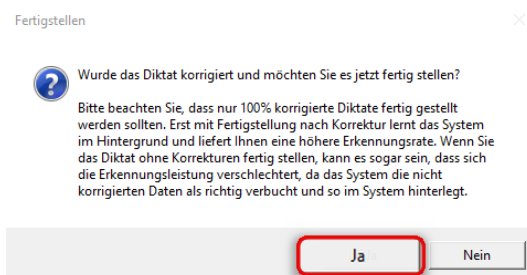 Fertigstellen
Wurde das Diktat korrigiert und möchten Sie es jetzt fertig stellen?
Bitte beachten Sie, dass nur 100% korrigierte Diktate fertig gestellt
werden sollten. Erst mit Fertigstellung nach Korrektur lernt das System
im Hintergrund und liefert Ihnen eine höhere Erkennungsrate. Wenn Sie
das Diktat ohne Korrekturen fertig stellen, kann es sogar sein, dass sich
die Erkennungsleistung verschlechtert, da das System die nicht
korrigierten Daten als richtig verbucht und so im System hinterlegt.
Ja Nein